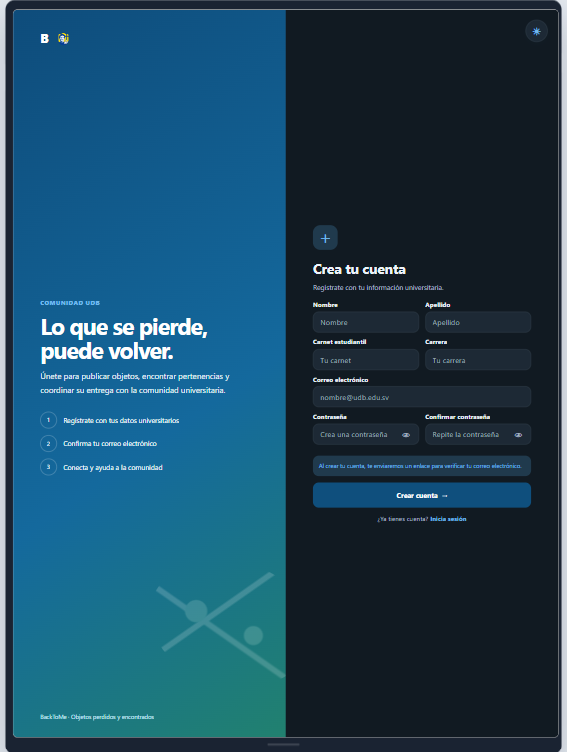 B
COMUNIDAD UDB
Lo que se pierde,
puede volver.
Únete para publicar objetos, encontrar pertenencias y
coordinar su entrega con la comunidad universitaria.
1 Regístrate con tus datos universitarios
2 Confirma tu correo electrónico
3 Conecta y ayuda a la comunidad
BackToMe · Objetos perdidos y encontrados
+
Crea tu cuenta
Regístrate con tu información universitaria.
Nombre Apellido
Nombre Apellido
Carnet estudiantil Carrera
Tu carnet Tu carrera
Correo electrónico
nombre@udb.edu.sv
Contraseña Confirmar contraseña
Crea una contraseña Repite la contraseña
Al crear tu cuenta, te enviaremos un enlace para verificar tu correo electrónico.
Crear cuenta →
¿Ya tienes cuenta? Inicia sesión